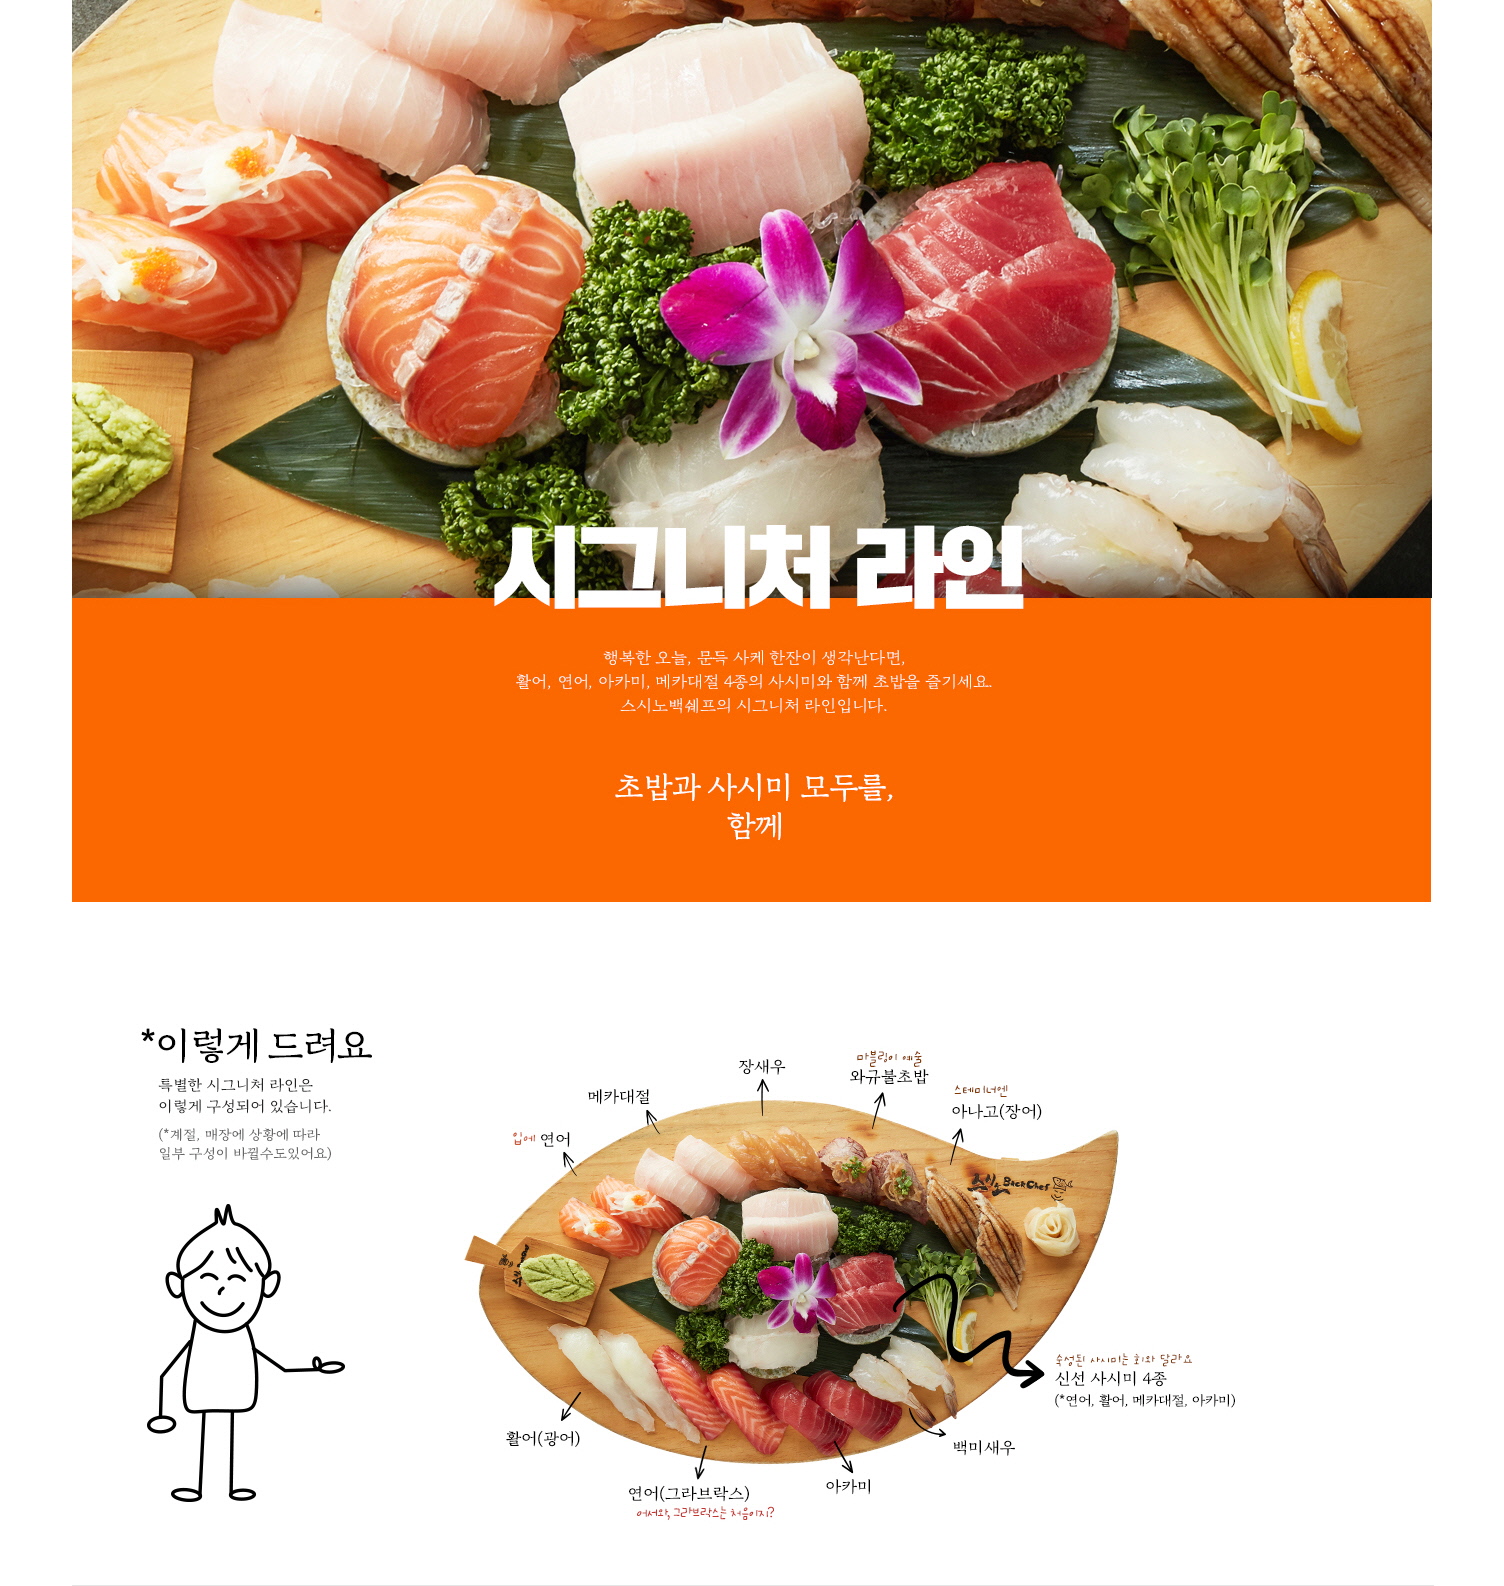 시그니처 라인
행복한 오늘, 문득 사케 한잔이 생각난다면,
활어, 연어, 아카미, 메카대절 4종의 사시미와 함께 초밥을 즐기세요.
스시노백쉐프의 시그니처 라인입니다.
초밥과 사시미 모두를,
함께
*이렇게 드려요
특별한 시그니처 라인은
이렇게 구성되어 있습니다.
(*계절, 매장에 상황에 따라
일부 구성이 바뀔수도있어요)
장새우
마블링이 예술
와규불초밥
메카대절
스테미너엔
아나고(장어)
입에 연어
스시노 BackChef
숙성된 사시미는 회와 달라요
신선 사시미 4종
(*연어, 활어, 메카대절, 아카미)
활어(광어)
백미새우
연어(그라브락스)
어서와, 그라브락스는 처음이지?
아카미